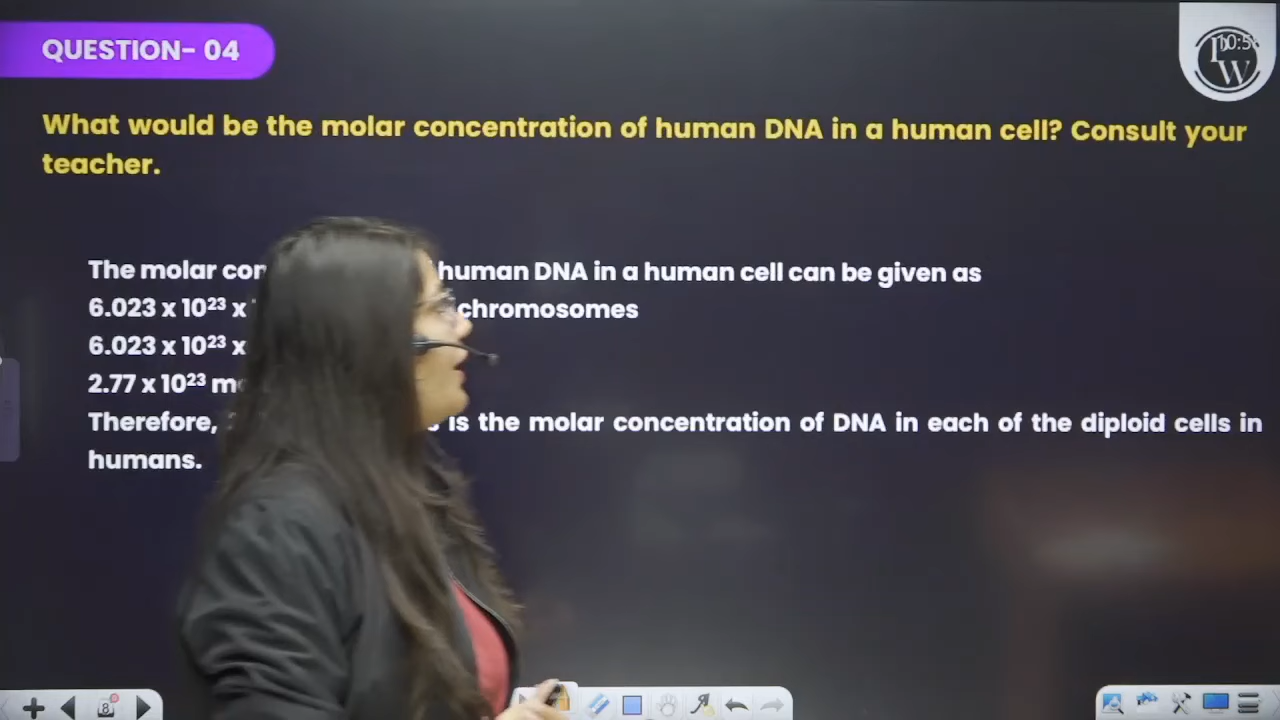 QUESTION- 04
What would be the molar concentration of human DNA in a human cell? Consult your
teacher.
The molar human DNA in a human cell can be given as
6.023 x 10²³ x chromosomes
6.023 x 10²³ x
2.77 x 10²³
Therefore, is the molar concentration of DNA in each of the diploid cells in
humans.
W
8